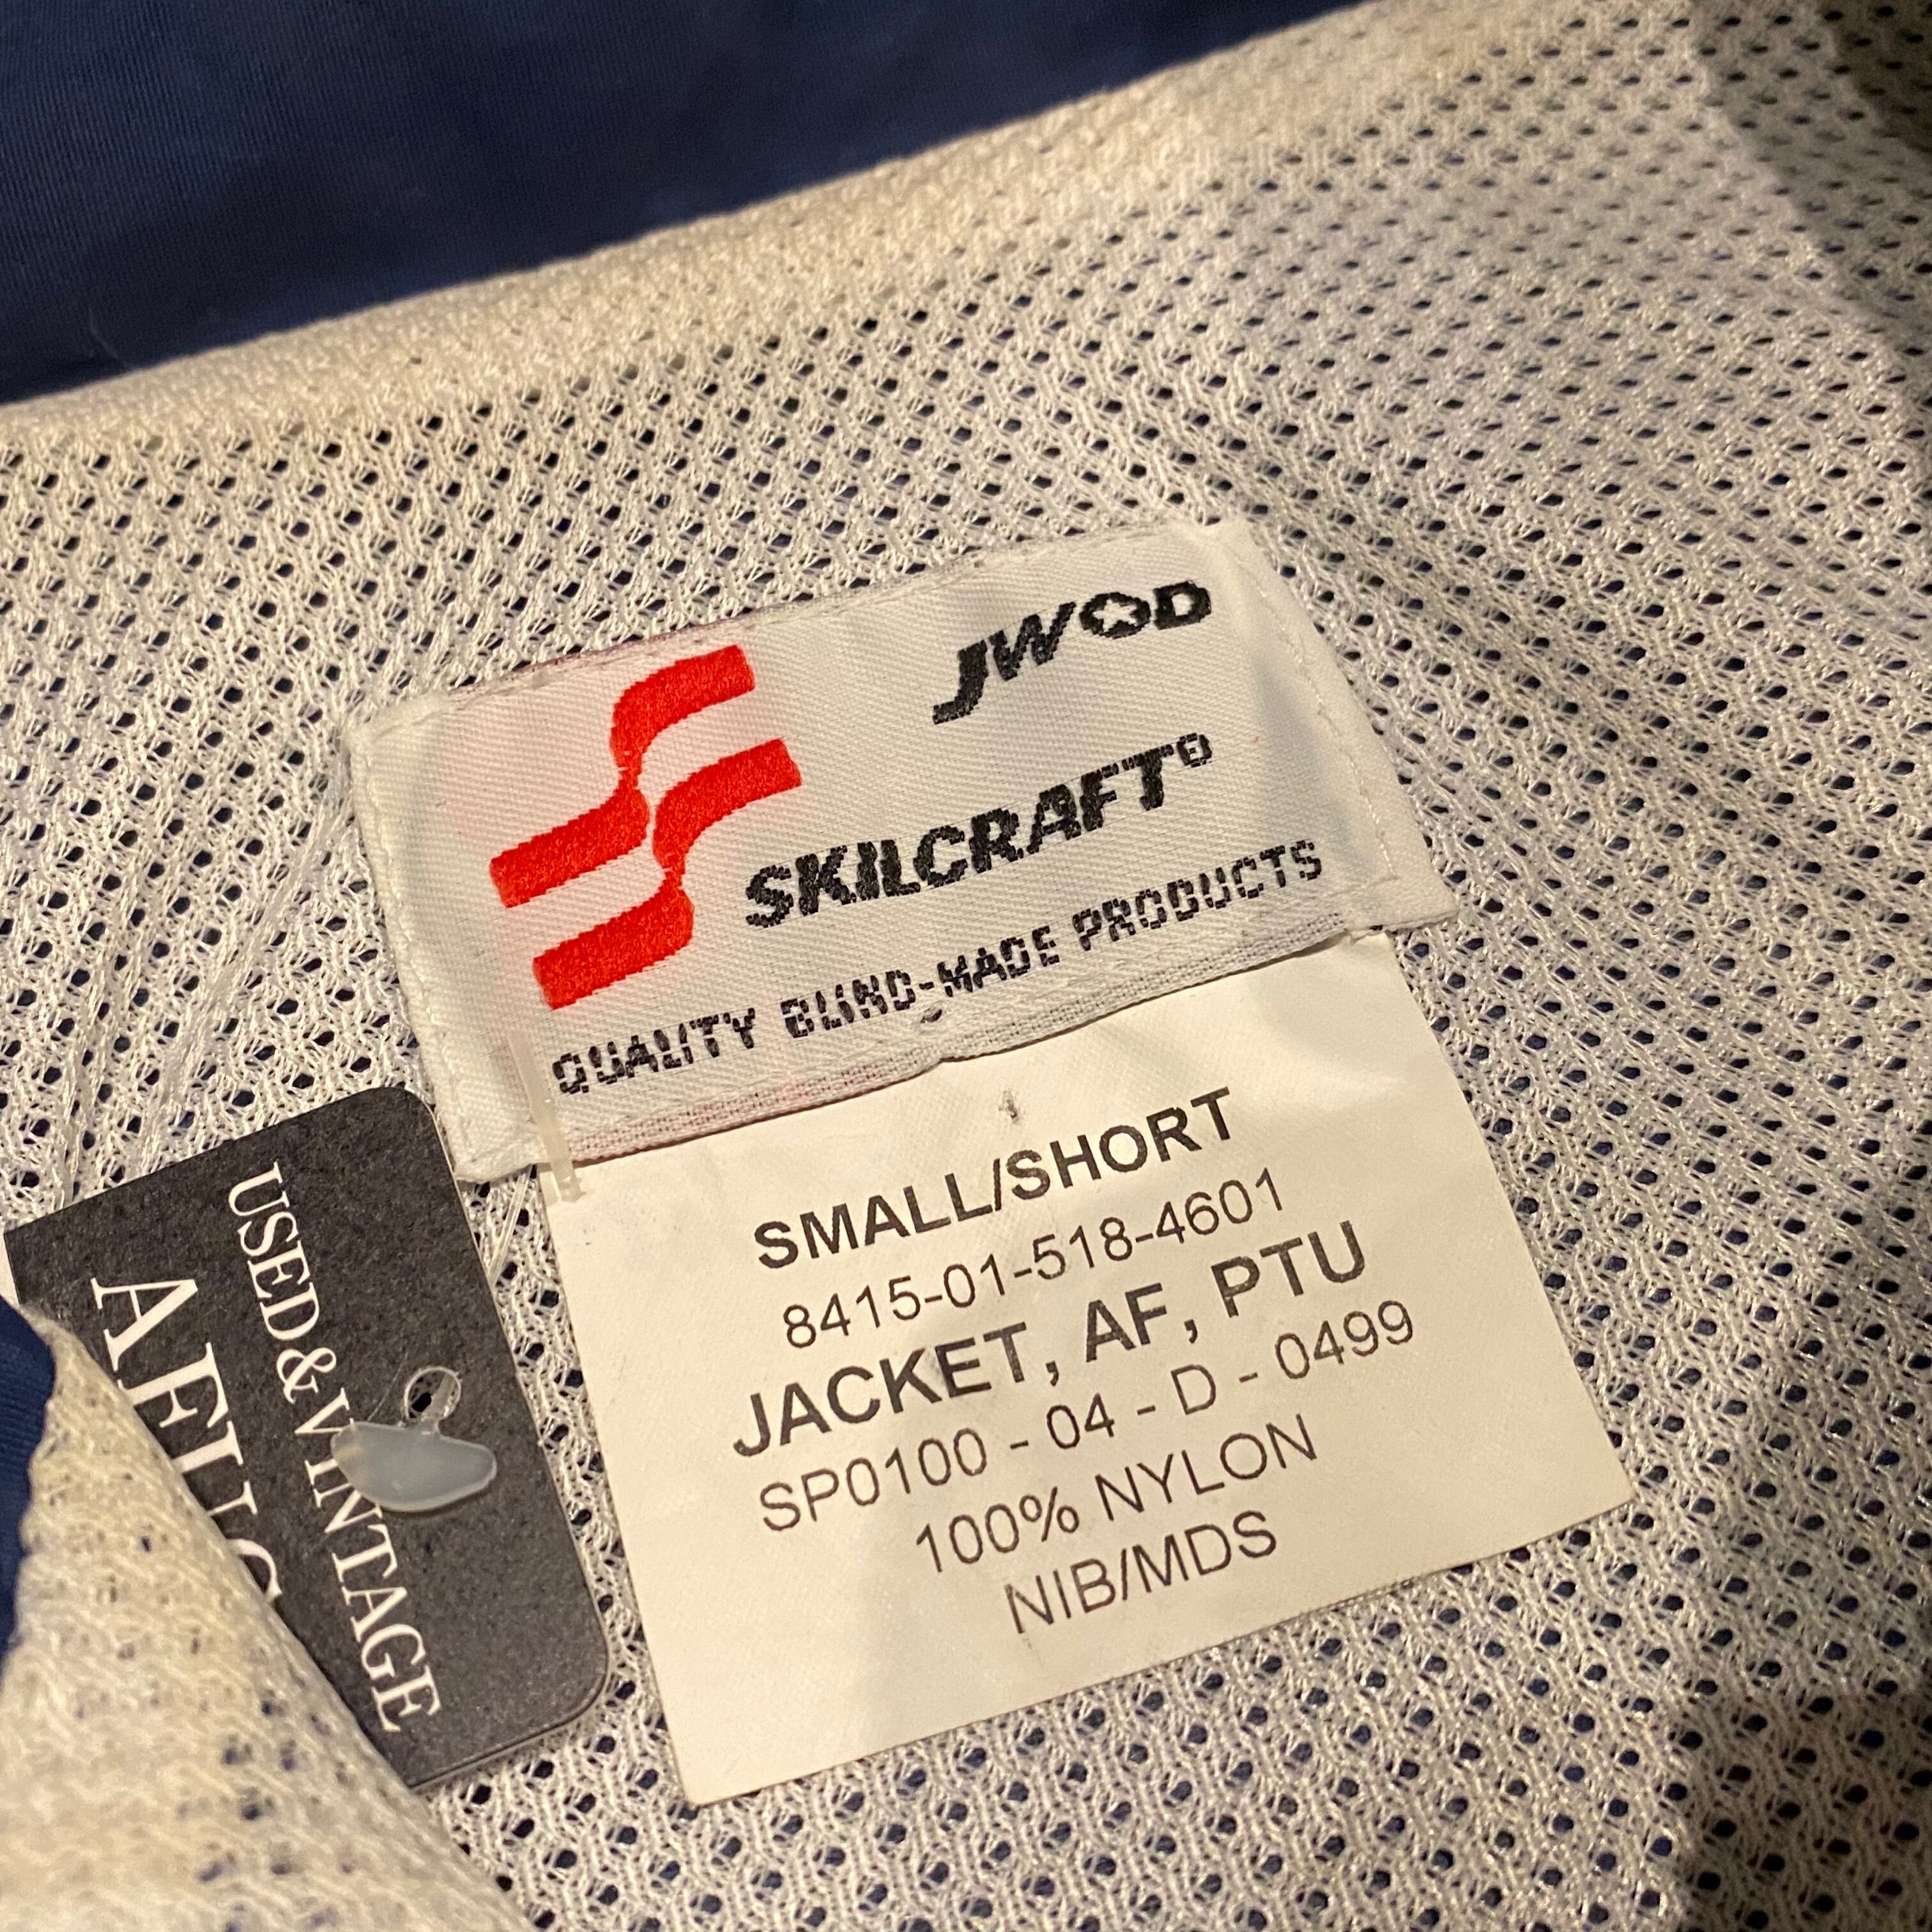 JWOD
SKILCRAFT®
QUALITY BLIND-MADE PRODUCTS
SMALL/SHORT
8415-01-518-4601
JACKET, AF, PTU
SP0100 - 04 - D - 0499
100% NYLON
NIB/MDS
USED & VINTAGE